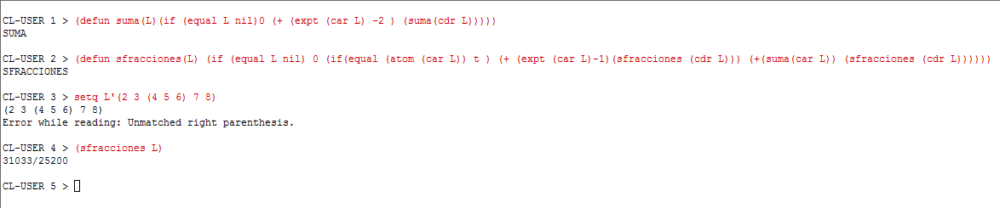 CL-USER 1 > (defun suma(L)(if (equal L nil)0 (+ (expt (car L) -2 ) (suma(cdr L)))))
SUMA
CL-USER 2 > (defun sfracciones(L) (if (equal L nil) 0 (if(equal (atom (car L)) t ) (+ (expt (car L)-1)(sfracciones (cdr L))) (+(suma(car L)) (sfracciones (cdr L))))))
SFRACCIONES
CL-USER 3 > setq L'(2 3 (4 5 6) 7 8)
(2 3 (4 5 6) 7 8)
Error while reading: Unmatched right parenthesis.
CL-USER 4 > (sfracciones L)
31033/25200
CL-USER 5 >